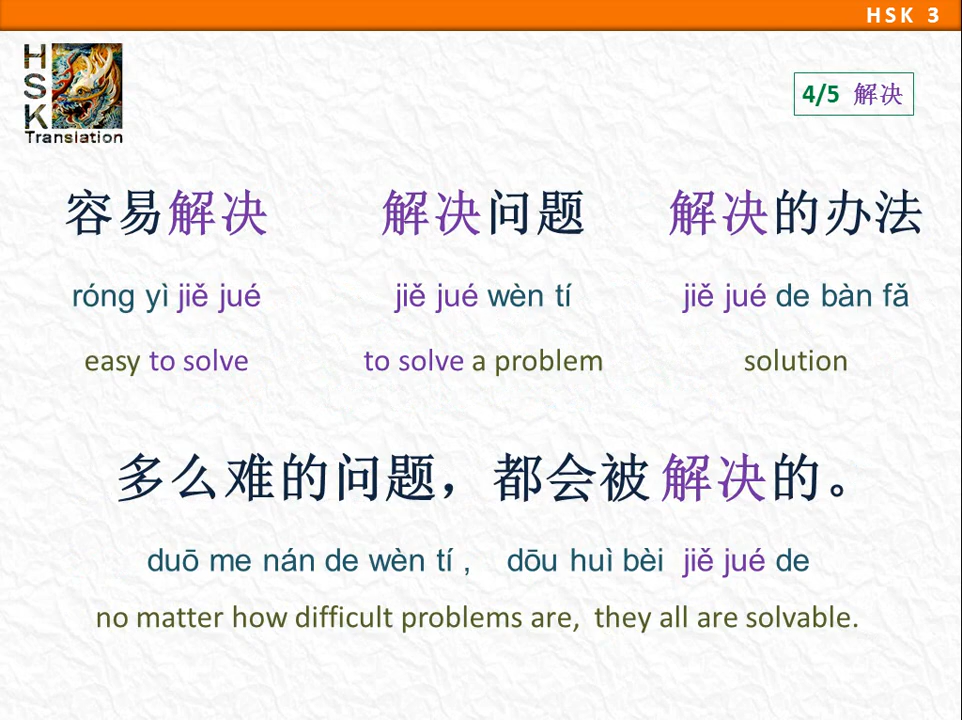 HSK 3
HSK
Translation
4/5 解决
容易解决 解决问题 解决的办法
róng yì jiě jué jiě jué wèn tí jiě jué de bàn fǎ
easy to solve to solve a problem solution
多么难的问题，都会被 解决的。
duō me nán de wèn tí , dōu huì bèi jiě jué de
no matter how difficult problems are, they all are solvable.